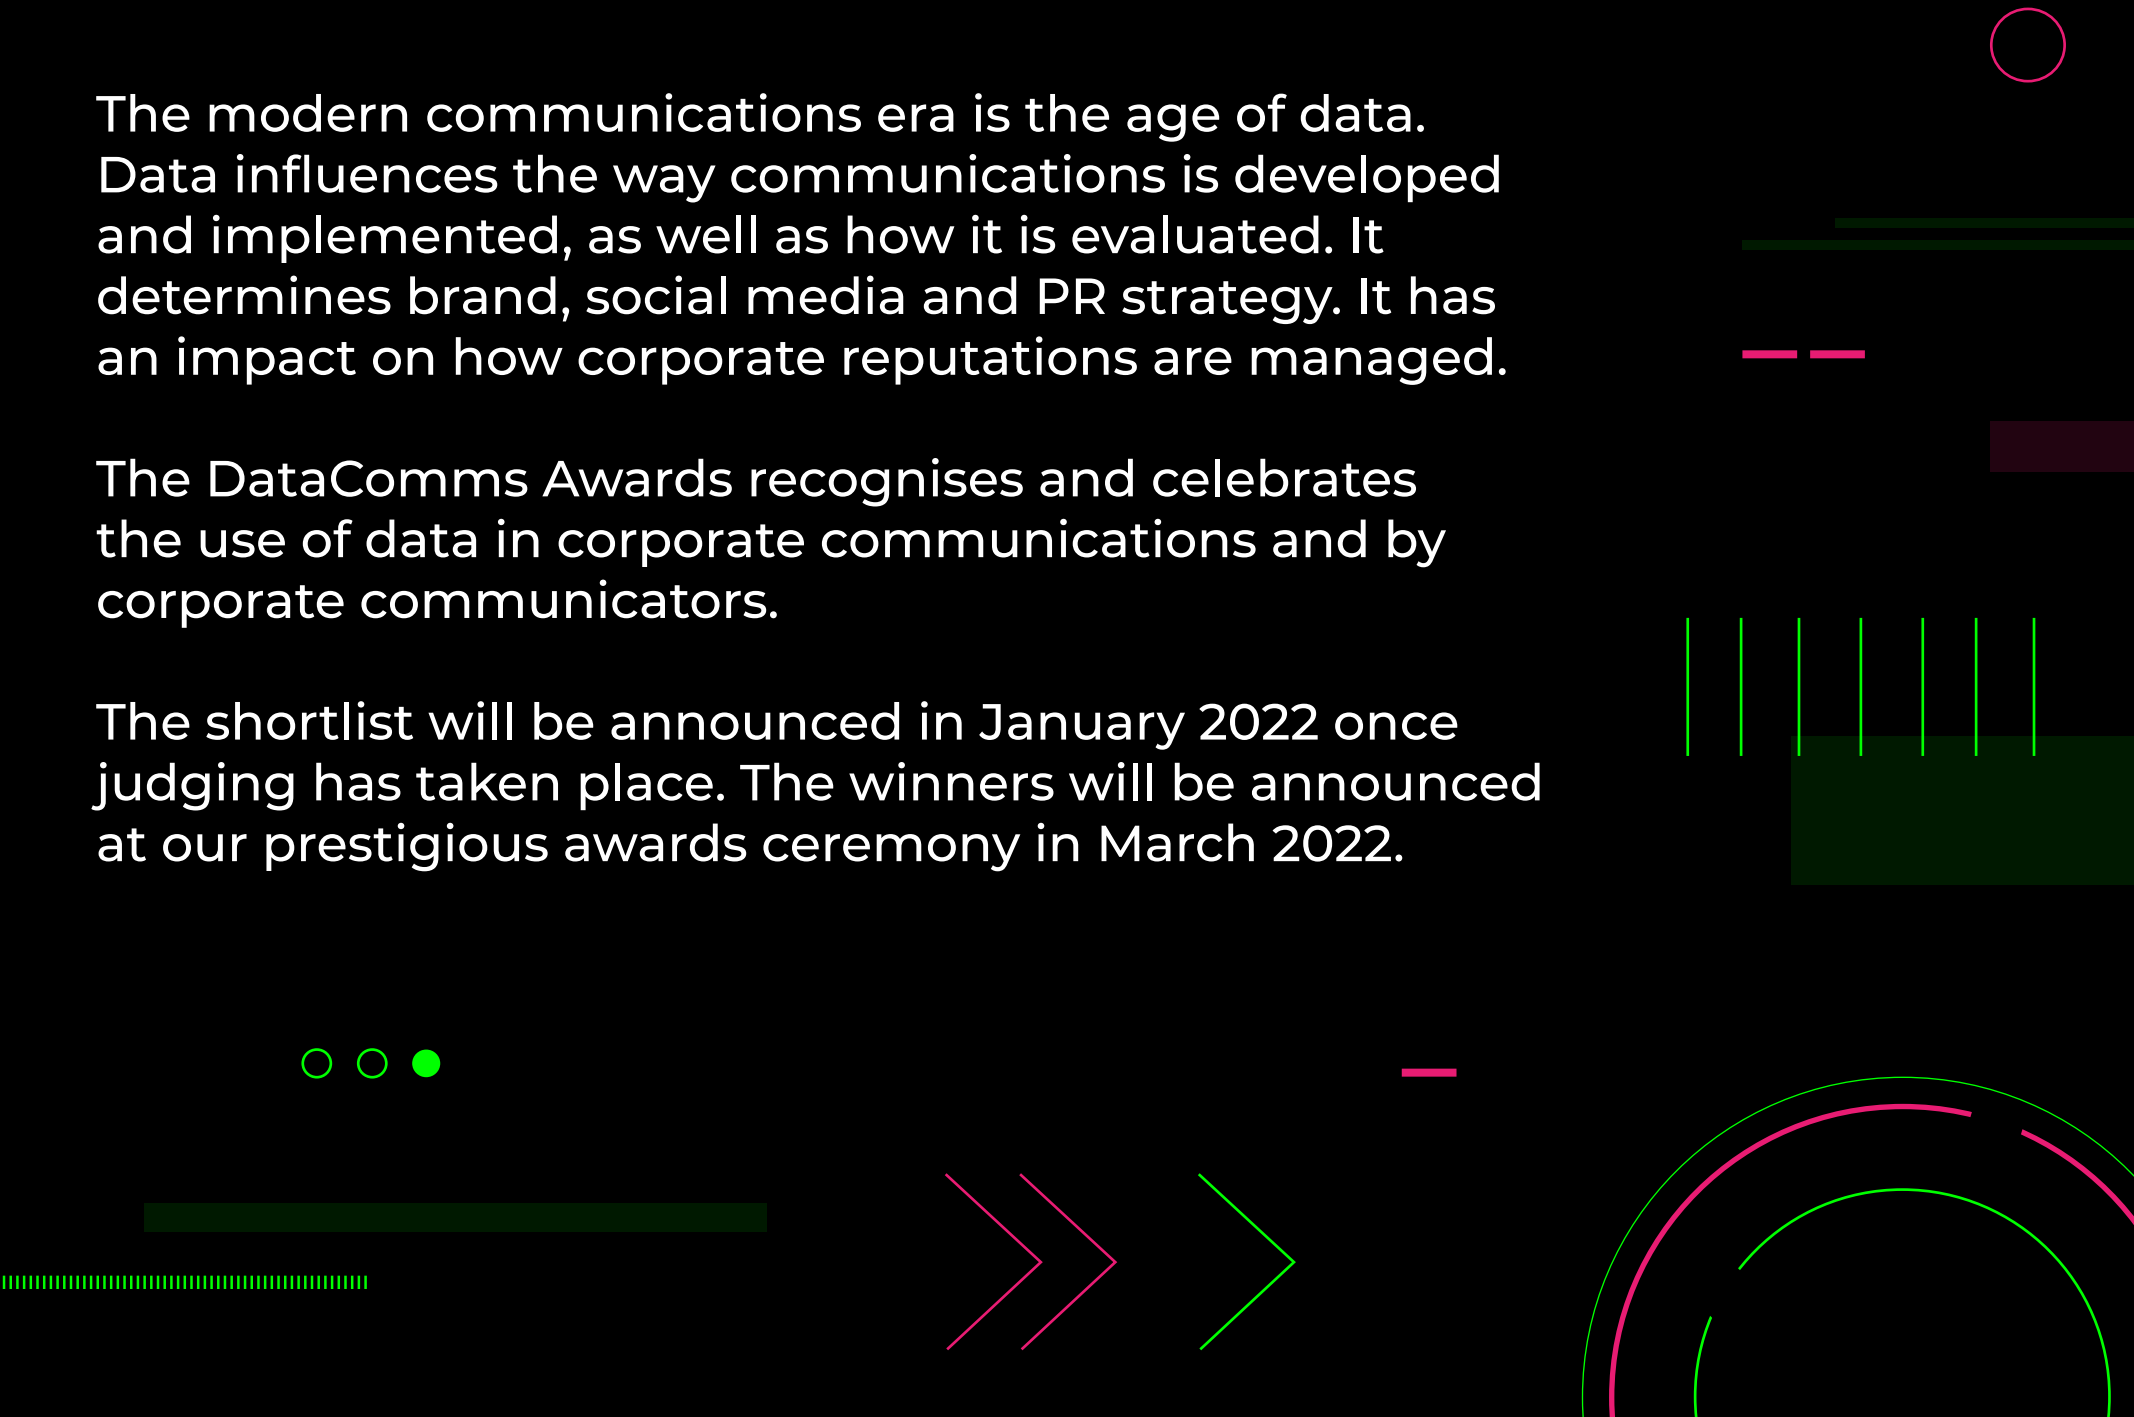 The modern communications era is the age of data.
Data influences the way communications is developed
and implemented, as well as how it is evaluated. It
determines brand, social media and PR strategy. It has
an impact on how corporate reputations are managed.
The DataComms Awards recognises and celebrates
the use of data in corporate communications and by
corporate communicators.
The shortlist will be announced in January 2022 once
judging has taken place. The winners will be announced
at our prestigious awards ceremony in March 2022.